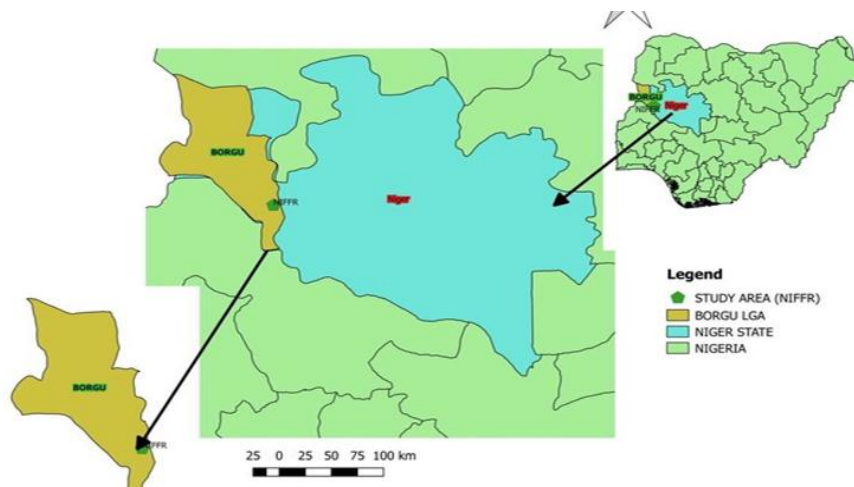 BORGU
NIFFR
Niger
BORGU
NIFFR
Niger
Legend
STUDY AREA (NIFFR)
BORGU LGA
NIGER STATE
NIGERIA
BORGU
25 0 25 50 75 100 km